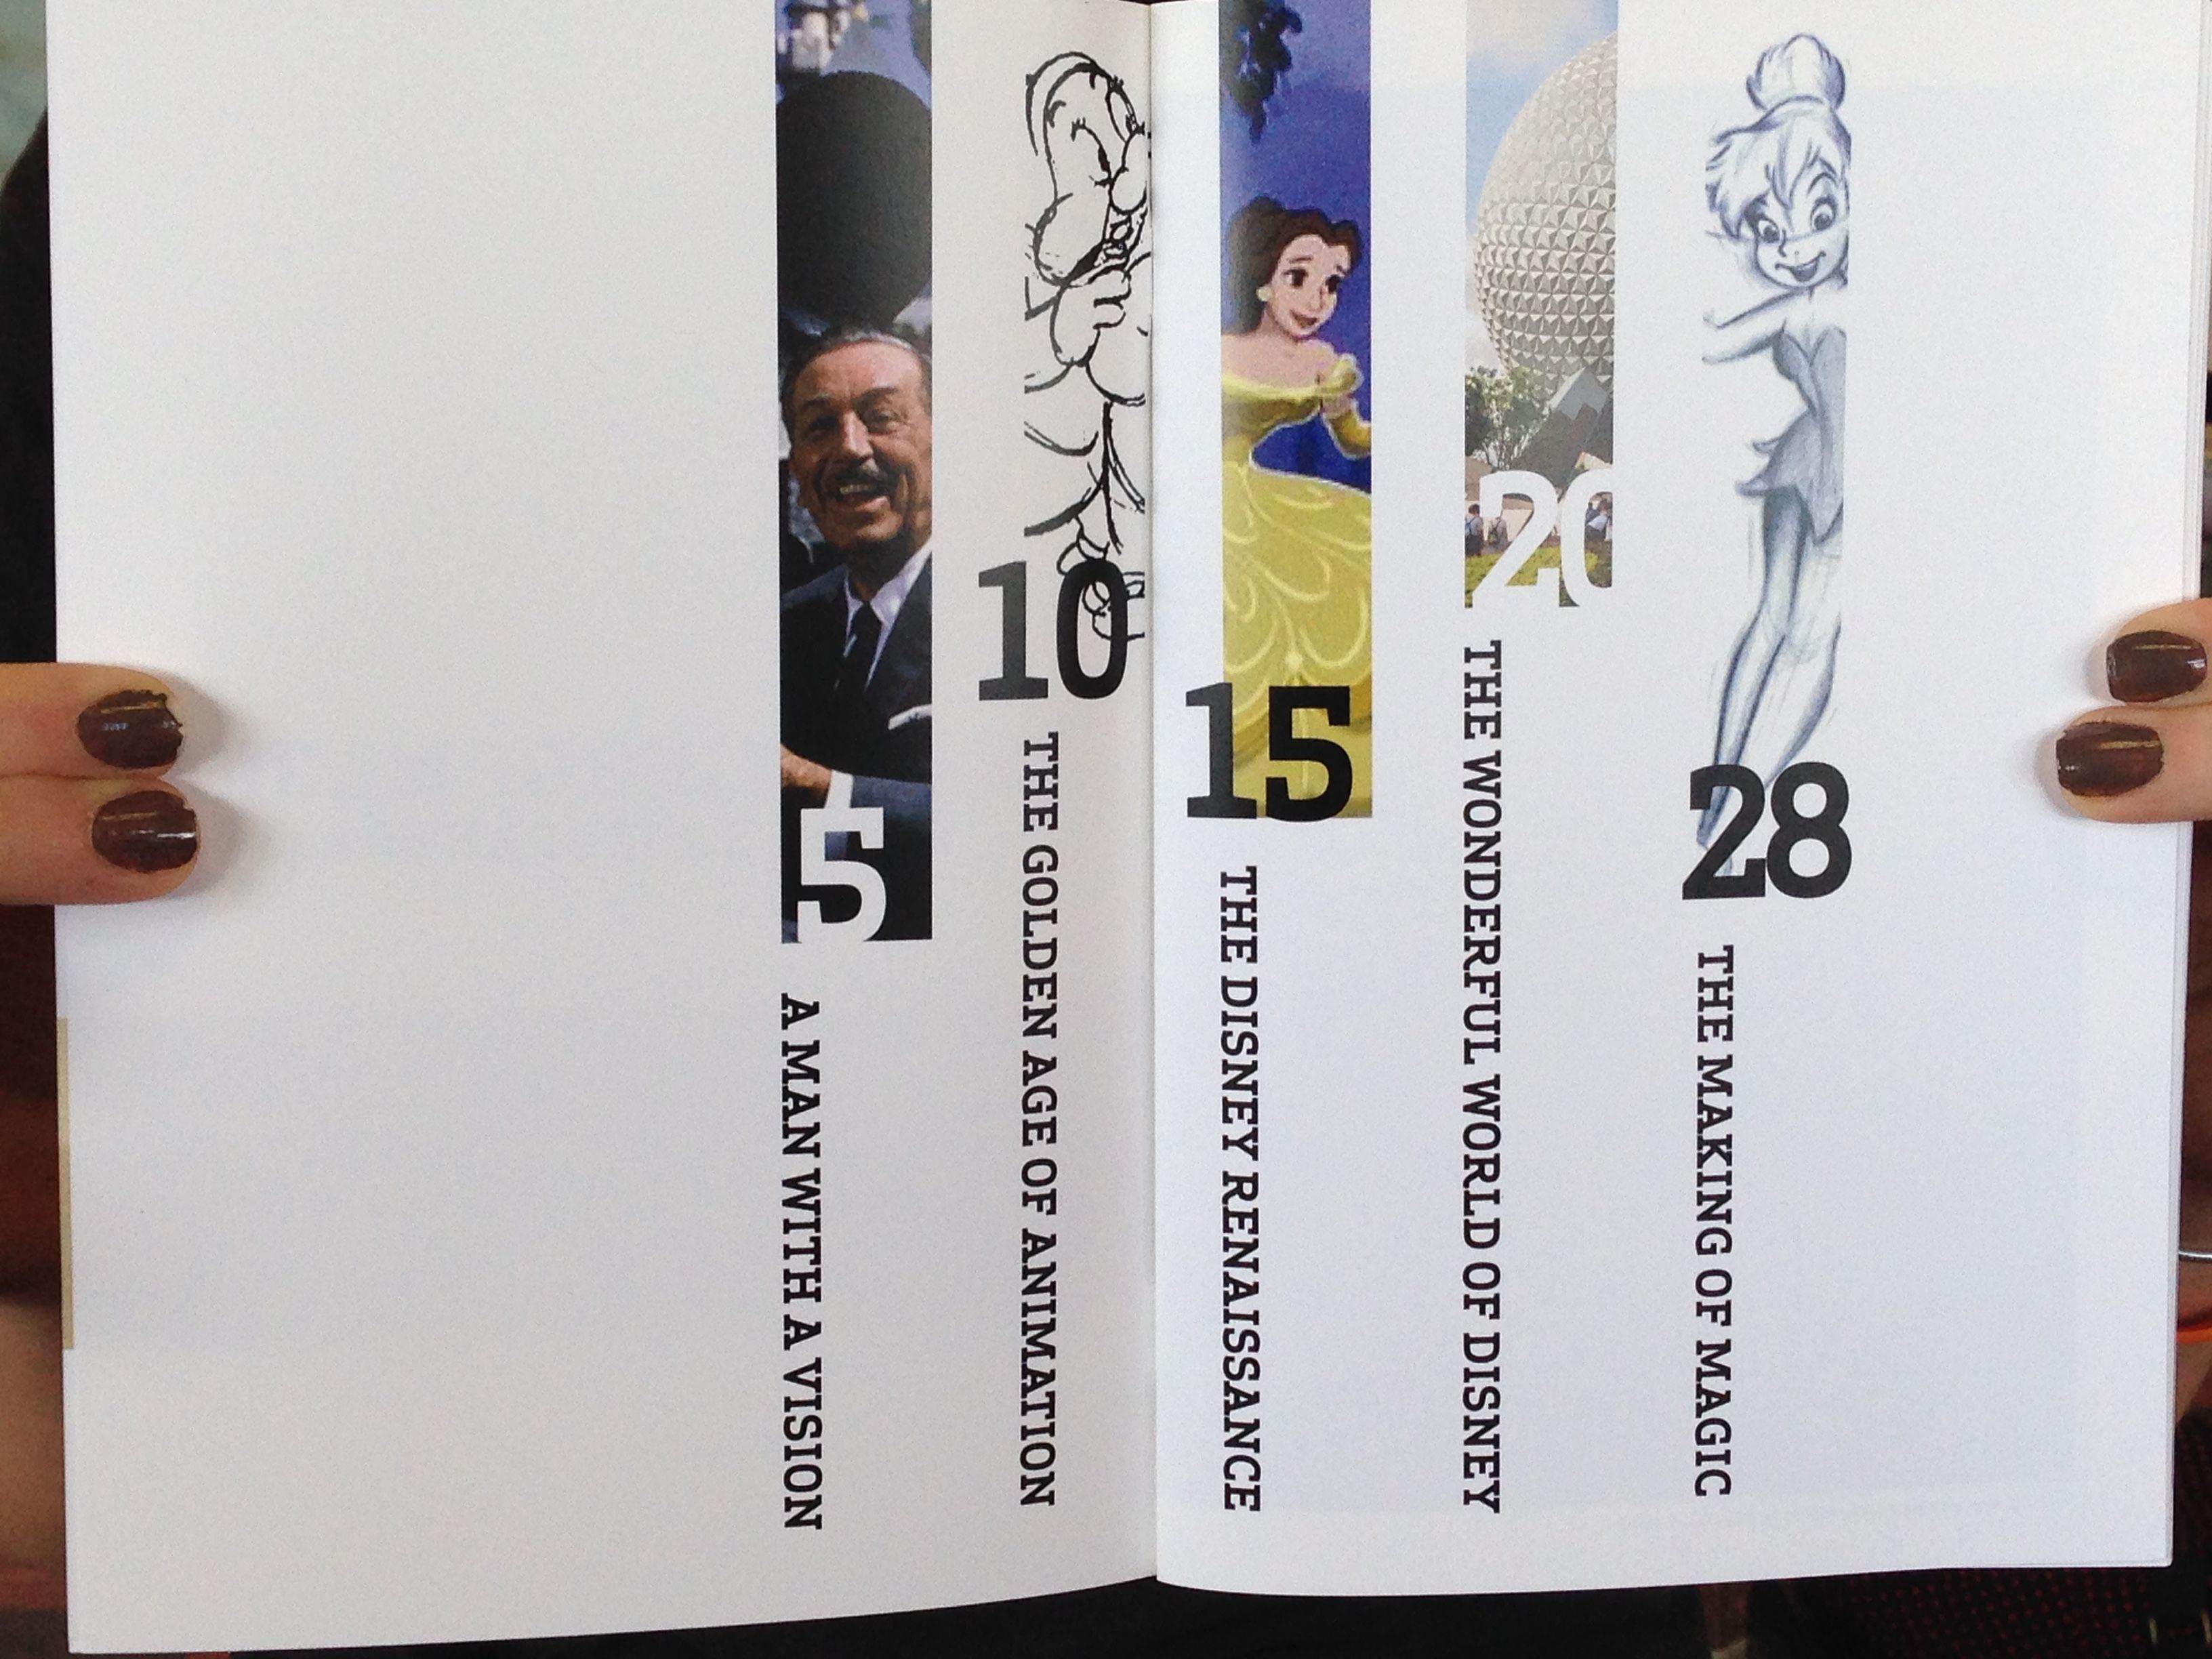 5
A MAN WITH A VISION
10
THE GOLDEN AGE OF ANIMATION
15
THE DISNEY RENAISSANCE
20
THE WONDERFUL WORLD OF DISNEY
28
THE MAKING OF MAGIC